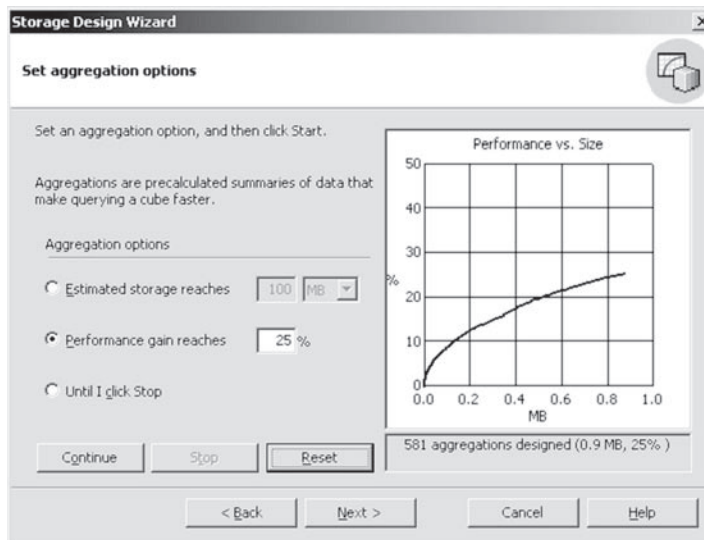 Storage Design Wizard
Set aggregation options
Set an aggregation option, and then click Start.
Aggregations are precalculated summaries of data that
make querying a cube faster.
Aggregation options
Estimated storage reaches 100 MB
Performance gain reaches 25 %
Until I click Stop
Continue Stop Reset
Performance vs. Size
50
40
30
%
20
10
0
0.0 0.2 0.4 0.6 0.8 1.0
MB
581 aggregations designed (0.9 MB, 25% )
< Back Next > Cancel Help